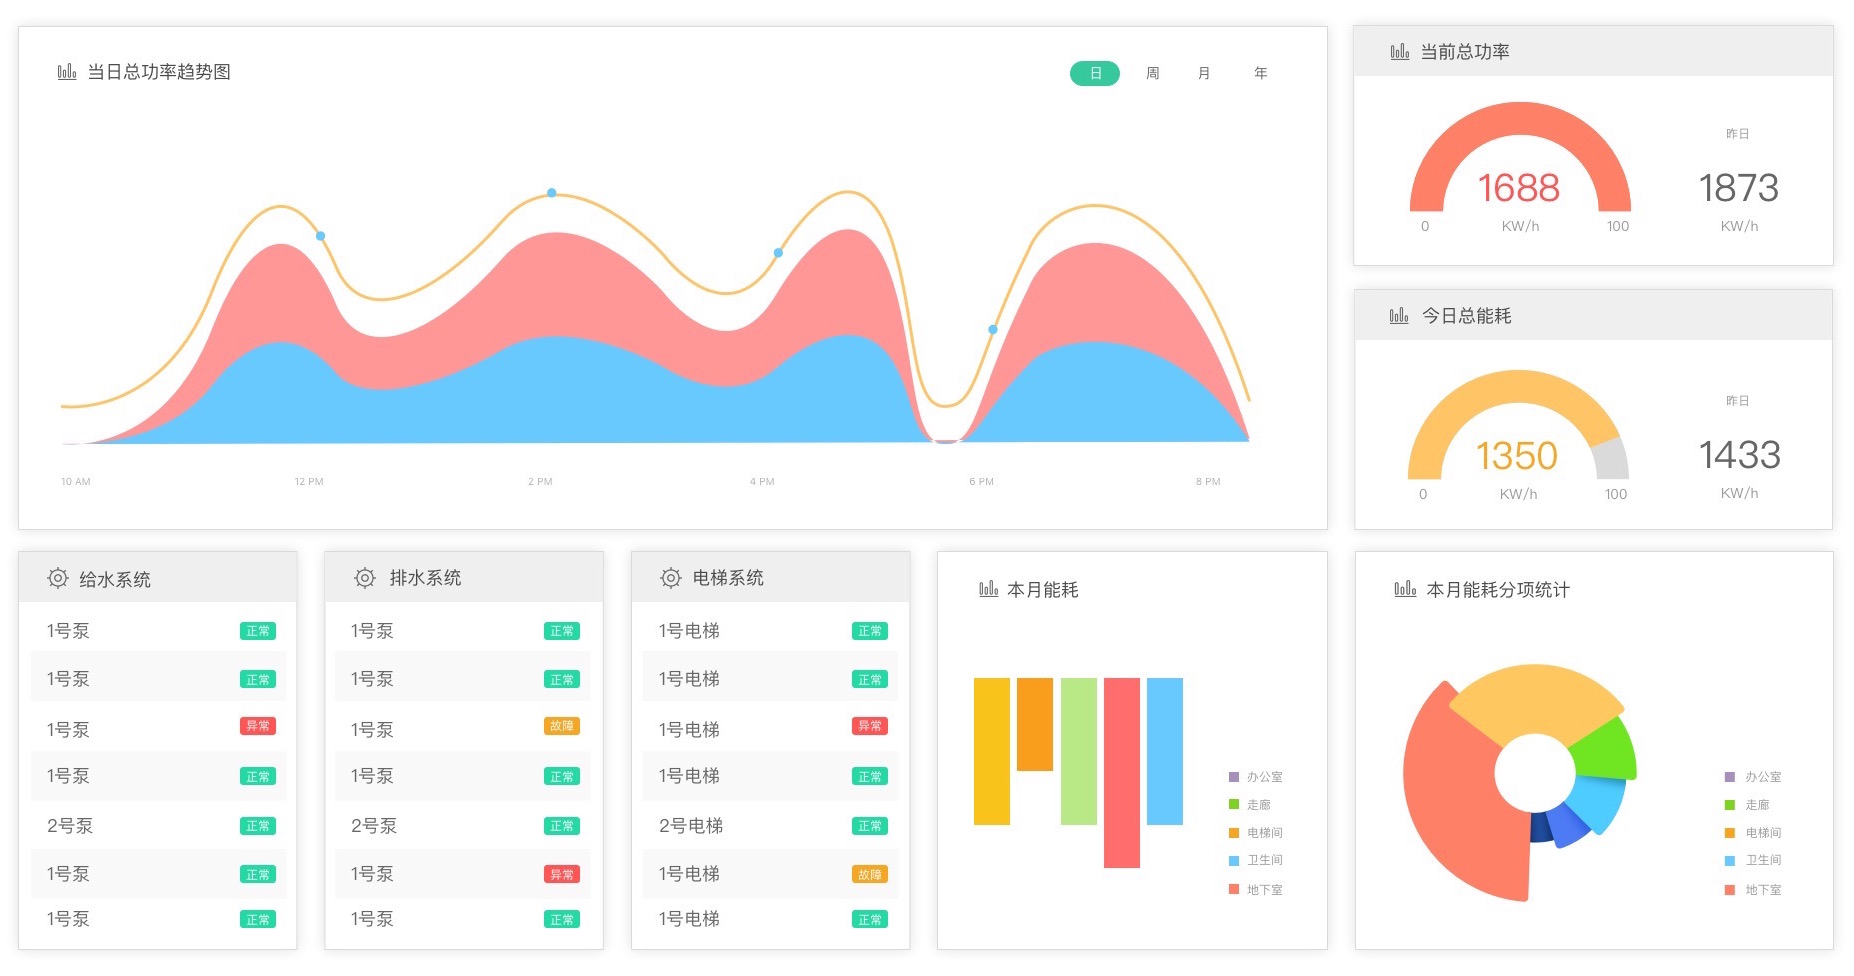 当日总功率趋势图
日 周 月 年
10 AM 12 PM 2 PM 4 PM 6 PM 8 PM
当前总功率
昨日
1688
1873
KW/h
KW/h
0
100
今日总能耗
昨日
1350
1433
KW/h
KW/h
0
100
给水系统
1号泵 正常
1号泵 正常
1号泵 异常
1号泵 正常
2号泵 正常
1号泵 正常
1号泵 正常
排水系统
1号泵 正常
1号泵 正常
1号泵 故障
1号泵 正常
2号泵 正常
1号泵 异常
1号泵 正常
电梯系统
1号电梯 正常
1号电梯 正常
1号电梯 异常
1号电梯 正常
2号电梯 正常
1号电梯 故障
1号电梯 正常
本月能耗
办公室
走廊
电梯间
卫生间
地下室
本月能耗分项统计
办公室
走廊
电梯间
卫生间
地下室